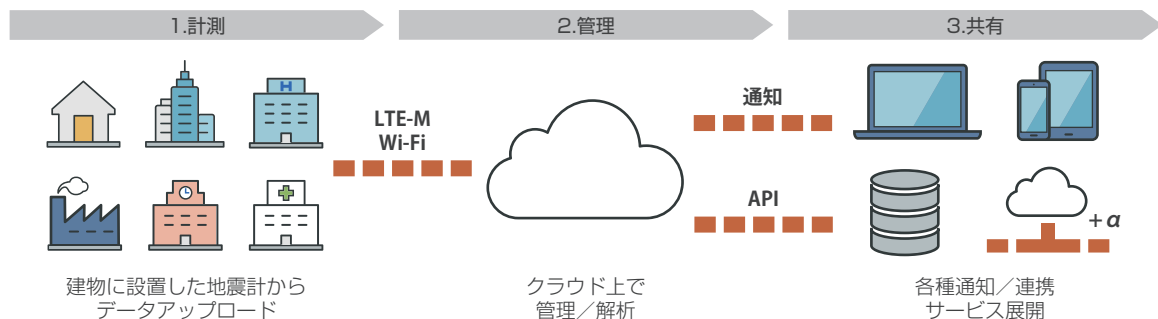 1.計測
2.管理
3.共有
H
LTE-M
Wi-Fi
通知
API
+α
建物に設置した地震計から
データアップロード
クラウド上で
管理／解析
各種通知／連携
サービス展開